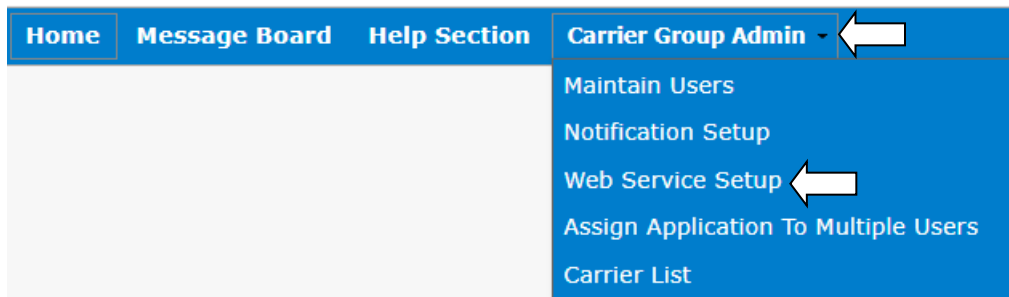 Home Message Board Help Section Carrier Group Admin
Maintain Users
Notification Setup
Web Service Setup
Assign Application To Multiple Users
Carrier List